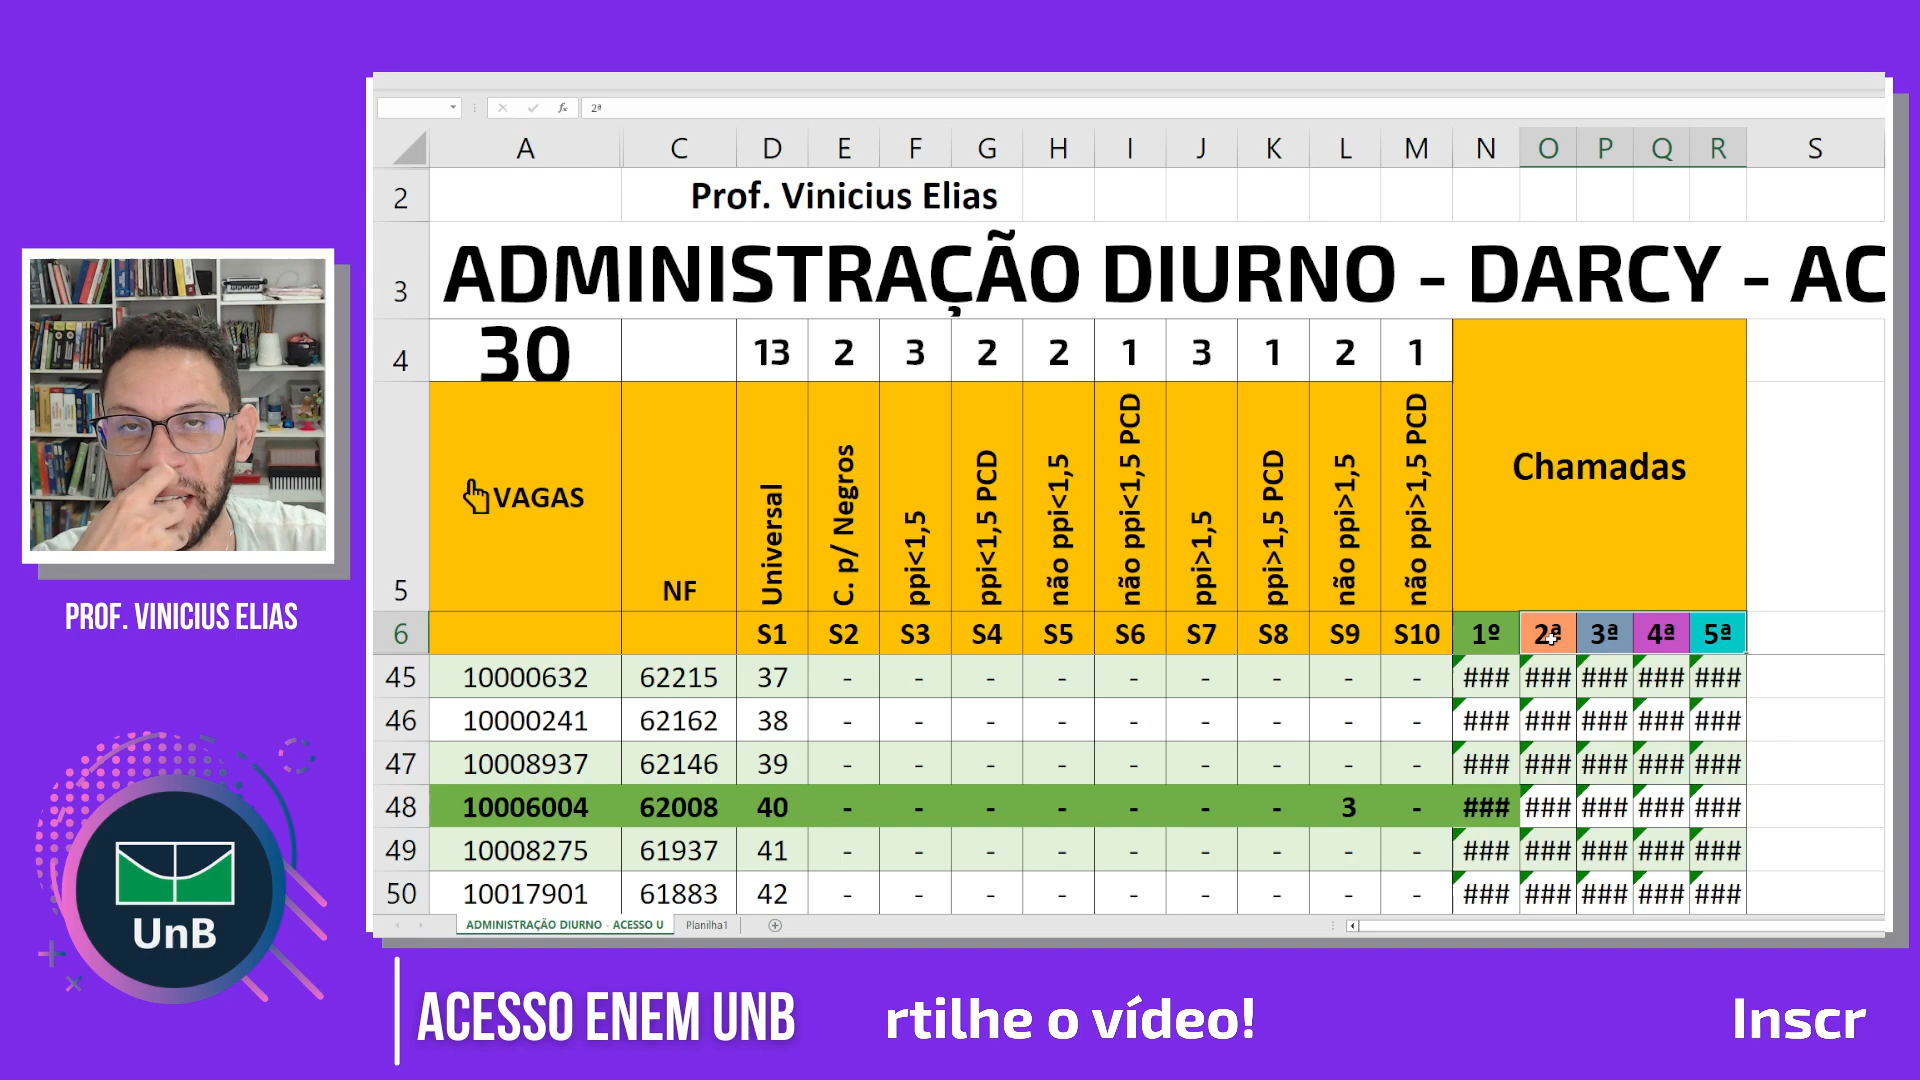 2ª
A C D E F G H I J K L M N O P Q R S
2 Prof. Vinicius Elias
3 ADMINISTRAÇÃO DIURNO - DARCY - AC
4 30 13 2 3 2 2 1 3 1 2 1
5 VAGAS NF Universal C. p/ Negros ppi<1,5 ppi<1,5 PCD não ppi<1,5 não ppi<1,5 PCD ppi>1,5 ppi>1,5 PCD não ppi>1,5 não ppi>1,5 PCD Chamadas
6 S1 S2 S3 S4 S5 S6 S7 S8 S9 S10 1º 2ª 3ª 4ª 5ª
45 10000632 62215 37 - - - - - - - - - ### ### ### ### ###
46 10000241 62162 38 - - - - - - - - - ### ### ### ### ###
47 10008937 62146 39 - - - - - - - - - ### ### ### ### ###
48 10006004 62008 40 - - - - - - - 3 - ### ### ### ### ###
49 10008275 61937 41 - - - - - - - - - ### ### ### ### ###
50 10017901 61883 42 - - - - - - - - - ### ### ### ### ###
ADMINISTRAÇÃO DIURNO - ACESSO U Planilha1
PROF. VINICIUS ELIAS
UnB
ACESSO ENEM UNB
rtilhe o vídeo!
Inscr